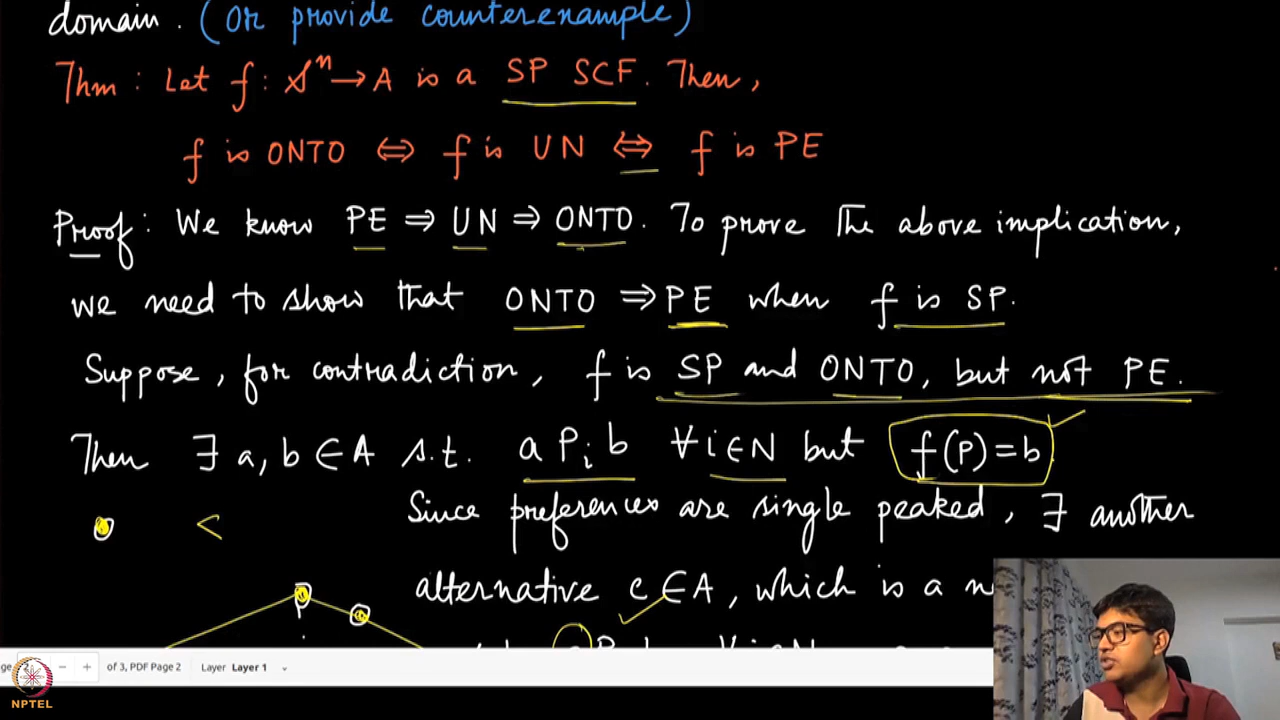 domain. (Or provide counterexample)
Thm: Let f: 𝒮ⁿ → A is a SP SCF. Then,
f is ONTO ⇔ f is UN ⇔ f is PE
Proof: We know PE ⇒ UN ⇒ ONTO. To prove the above implication,
we need to show that ONTO ⇒ PE when f is SP.
Suppose, for contradiction, f is SP and ONTO, but not PE.
Then ∃ a, b ∈ A s.t. a Pᵢ b ∀ i ∈ N but f(P) = b
Since preferences are single peaked, ∃ another
<
alternative c ∈ A, which is a
of 3, PDF Page 2 Layer Layer 1
NPTEL